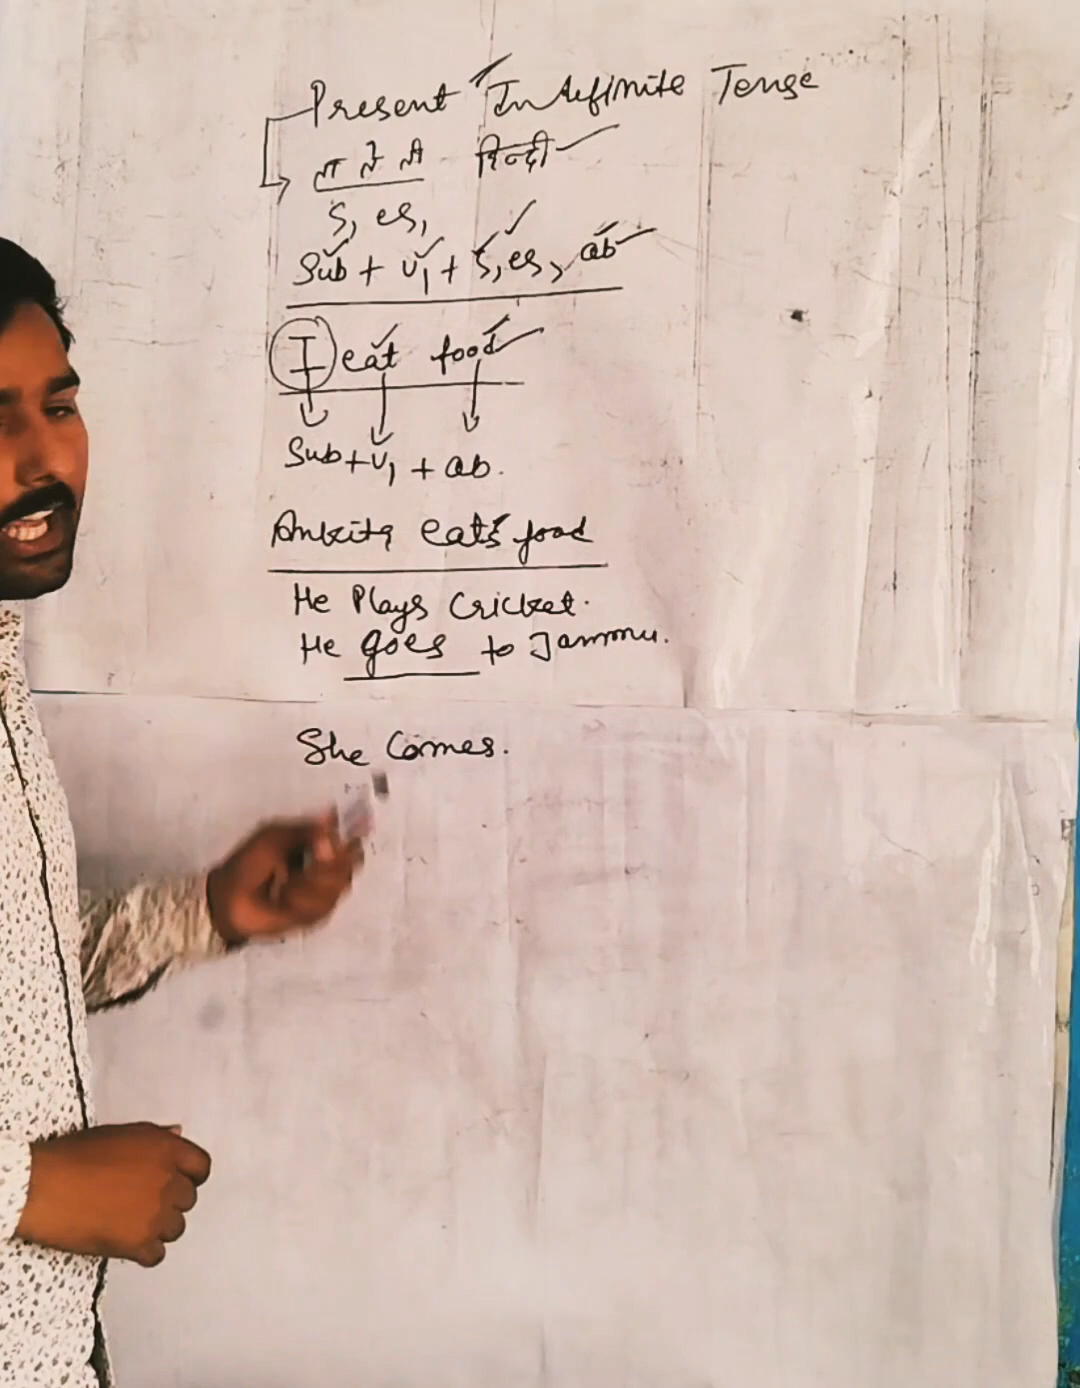 Present Indefinite Tense
ता ते ती हिन्दी
s, es,
Sub + v1 + s, es, ob
I eat food
Sub + v1 + ob.
Ankita eats food
He Plays Cricket.
He goes to Jammu.
She Comes.